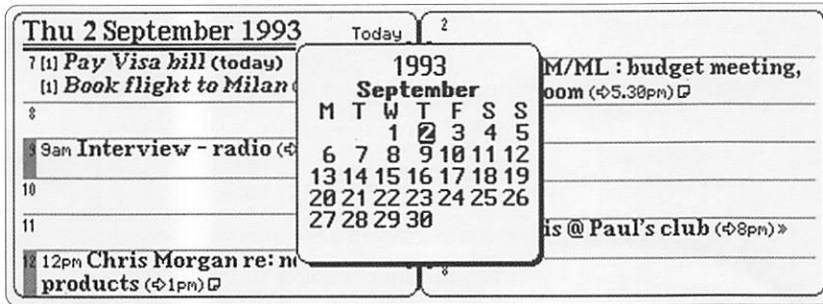 Thu 2 September 1993 Today
7 [1] Pay Visa bill (today)
[1] Book flight to Milan
8
9 9am Interview - radio
10
11
12 12pm Chris Morgan re:
products (➪1pm)
1993
September
M T W T F S S
1 2 3 4 5
6 7 8 9 10 11 12
13 14 15 16 17 18 19
20 21 22 23 24 25 26
27 28 29 30
2
M/ML : budget meeting,
(➪5.30pm)
@ Paul's club (➪8pm) »
8